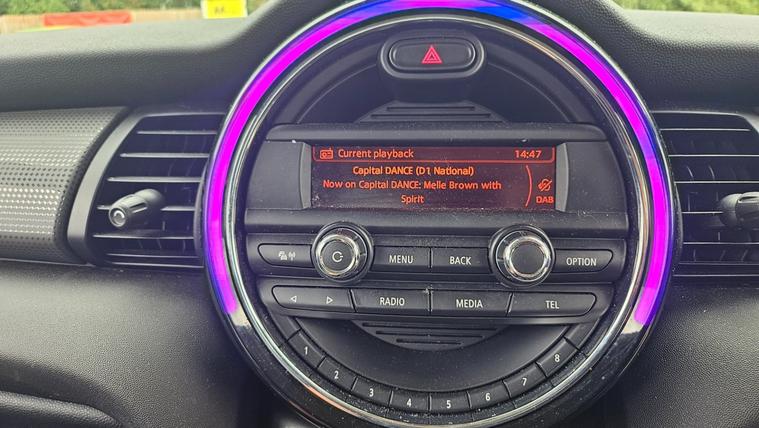 Current playback 14:47
Capital DANCE (D1 National)
Now on Capital DANCE: Melle Brown with
Spirit
DAB
MENU BACK OPTION
RADIO MEDIA TEL
1 2 3 4 5 6 7 8